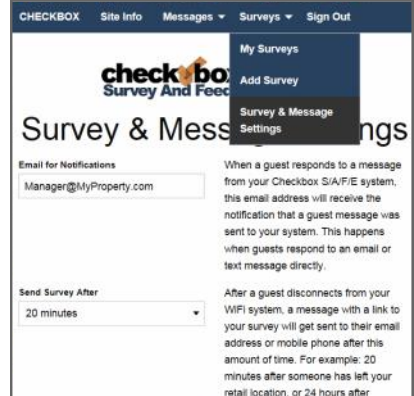 CHECKBOX Site Info Messages Surveys Sign Out
My Surveys
Add Survey
Survey & Message
Settings
check box
Survey And Feed
Survey & Mess ngs
Email for Notifications
Manager@MyProperty.com
When a guest responds to a message
from your Checkbox S/A/F/E system,
this email address will receive the
notification that a guest message was
sent to your system. This happens
when guests respond to an email or
text message directly.
Send Survey After
20 minutes
After a guest disconnects from your
WiFi system, a message with a link to
your survey will get sent to their email
address or mobile phone after this
amount of time. For example: 20
minutes after someone has left your
retail location, or 24 hours after